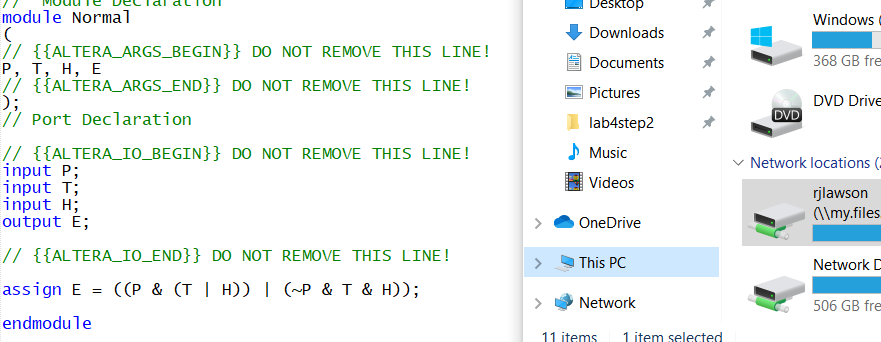 // Module Declaration
module Normal
(
// {{ALTERA_ARGS_BEGIN}} DO NOT REMOVE THIS LINE!
P, T, H, E
// {{ALTERA_ARGS_END}} DO NOT REMOVE THIS LINE!
);
// Port Declaration
// {{ALTERA_IO_BEGIN}} DO NOT REMOVE THIS LINE!
input P;
input T;
input H;
output E;
// {{ALTERA_IO_END}} DO NOT REMOVE THIS LINE!
assign E = ((P & (T | H)) | (~P & T & H));
endmodule
Desktop
Downloads
Documents
Pictures
lab4step2
Music
Videos
OneDrive
This PC
Network
11 items 1 item selected
Windows (
368 GB fre
DVD Drive
DVD
Network locations (
rjlawson
(\\my.files.
Network D
506 GB fre